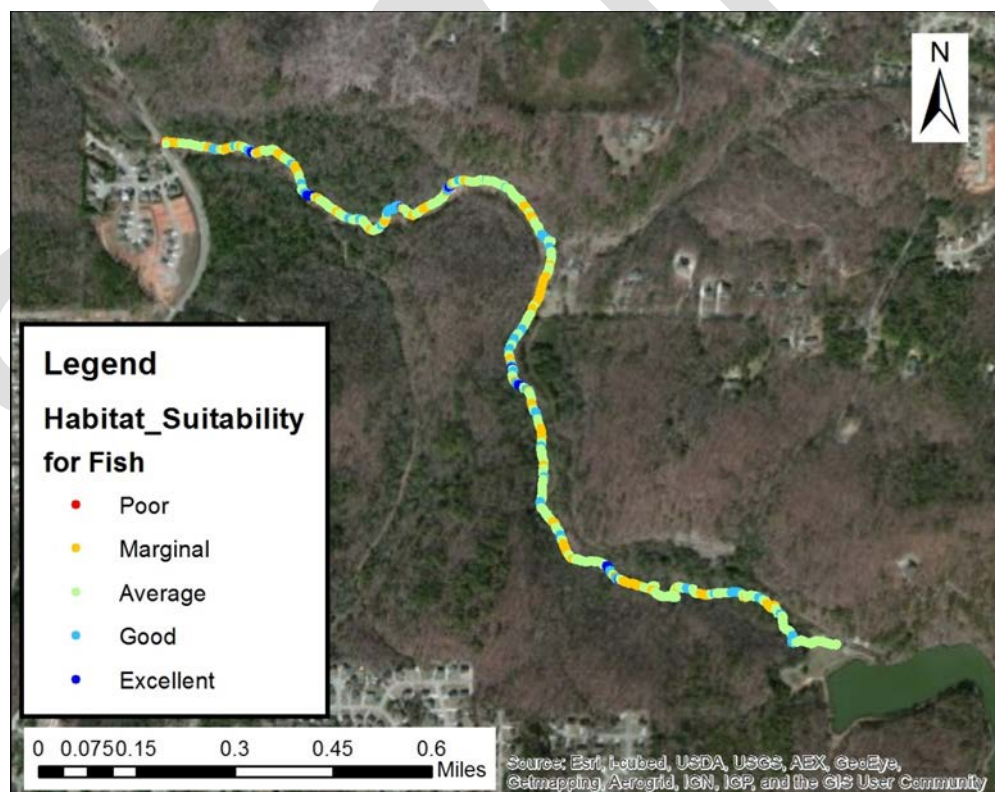 N
Legend
Habitat_Suitability
for Fish
Poor
Marginal
Average
Good
Excellent
0 0.0750.15 0.3 0.45 0.6
Miles
Source: Esri, i-cubed, USDA, USGS, AEX, GeoEye,
Getmapping, Aerogrid, IGN, IGP, and the GIS User Community